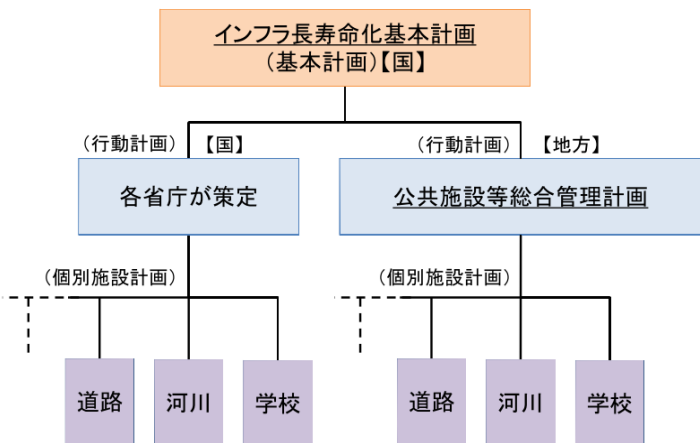 インフラ長寿命化基本計画
(基本計画)【国】
(行動計画) 【国】
(行動計画) 【地方】
各省庁が策定
公共施設等総合管理計画
(個別施設計画)
(個別施設計画)
道路
河川
学校
道路
河川
学校